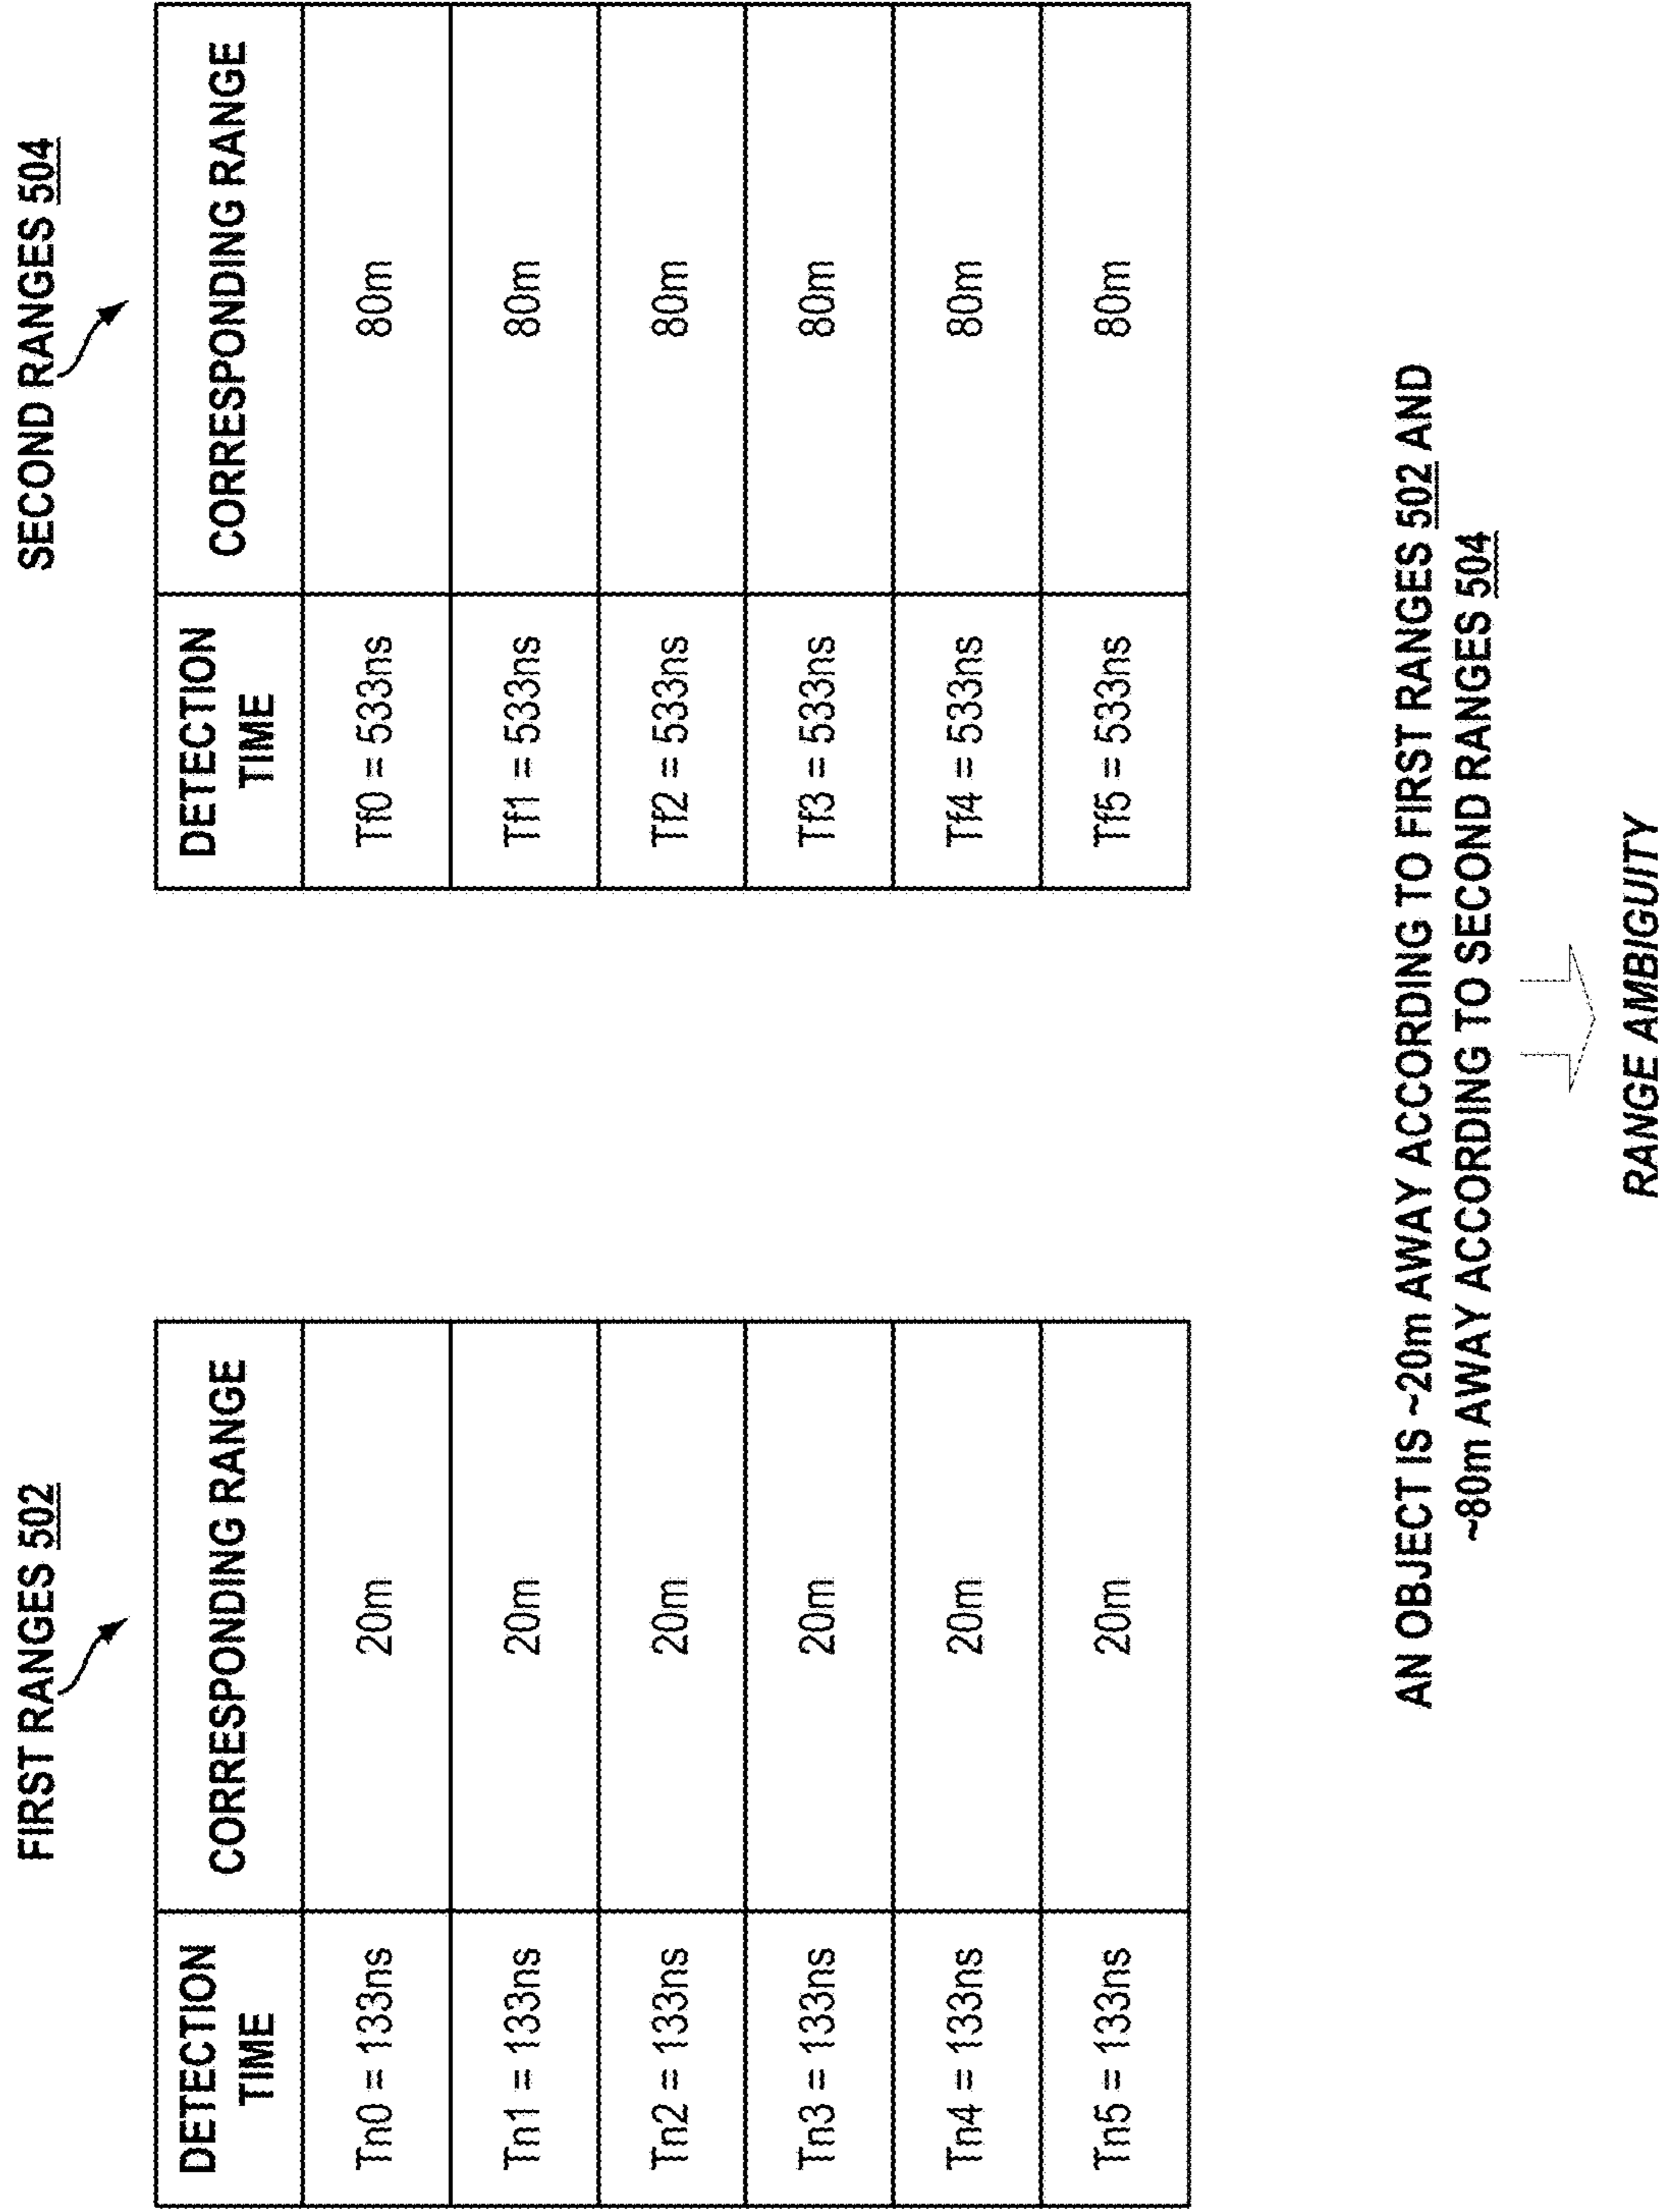 FIRST RANGES 502
DETECTION TIME CORRESPONDING RANGE
Tn0 = 133ns 20m
Tn1 = 133ns 20m
Tn2 = 133ns 20m
Tn3 = 133ns 20m
Tn4 = 133ns 20m
Tn5 = 133ns 20m
SECOND RANGES 504
DETECTION TIME CORRESPONDING RANGE
Tf0 = 533ns 80m
Tf1 = 533ns 80m
Tf2 = 533ns 80m
Tf3 = 533ns 80m
Tf4 = 533ns 80m
Tf5 = 533ns 80m
AN OBJECT IS ~20m AWAY ACCORDING TO FIRST RANGES 502 AND
~80m AWAY ACCORDING TO SECOND RANGES 504
RANGE AMBIGUITY